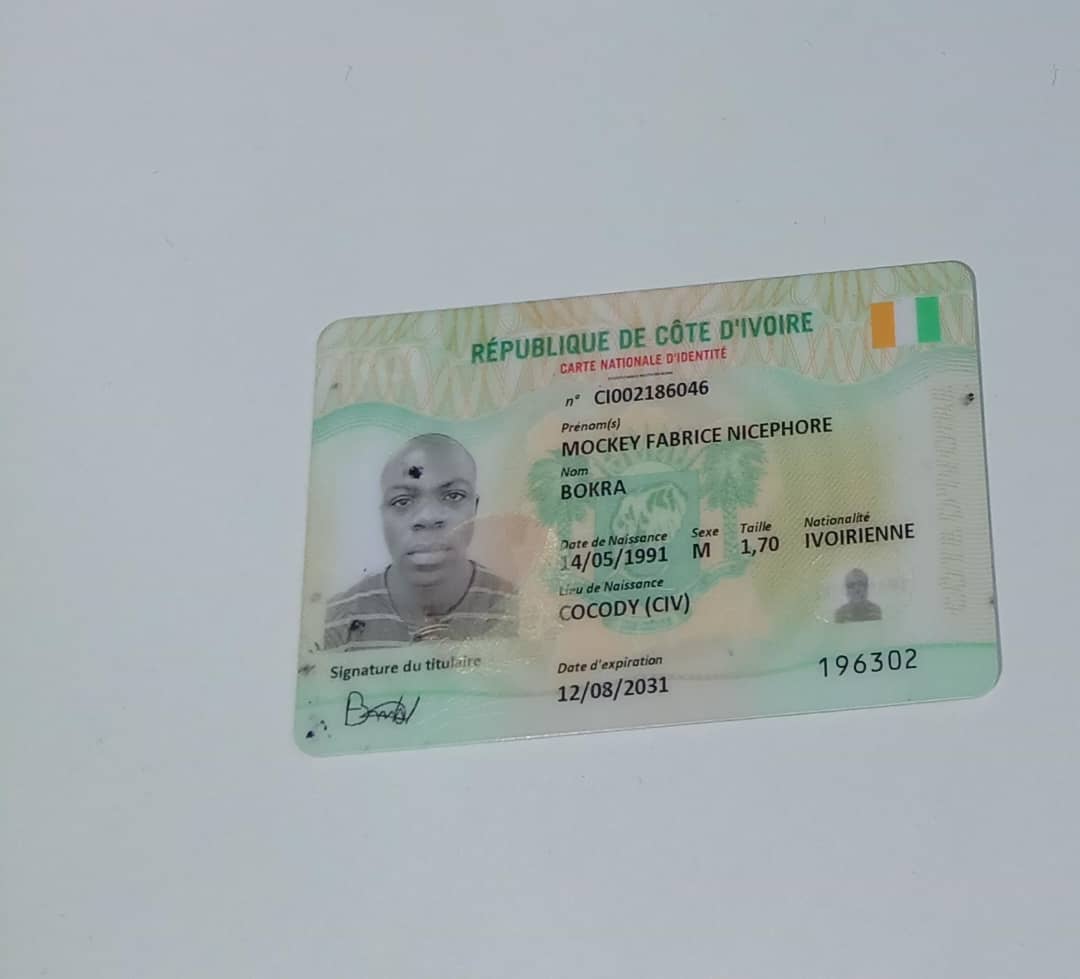 RÉPUBLIQUE DE CÔTE D'IVOIRE
CARTE NATIONALE D'IDENTITÉ
n° CI002186046
Prénom(s)
MOCKEY FABRICE NICEPHORE
Nom
BOKRA
Date de Naissance Sexe Taille Nationalité
14/05/1991 M 1,70 IVOIRIENNE
Lieu de Naissance
COCODY (CIV)
Signature du titulaire
Date d'expiration
12/08/2031
196302